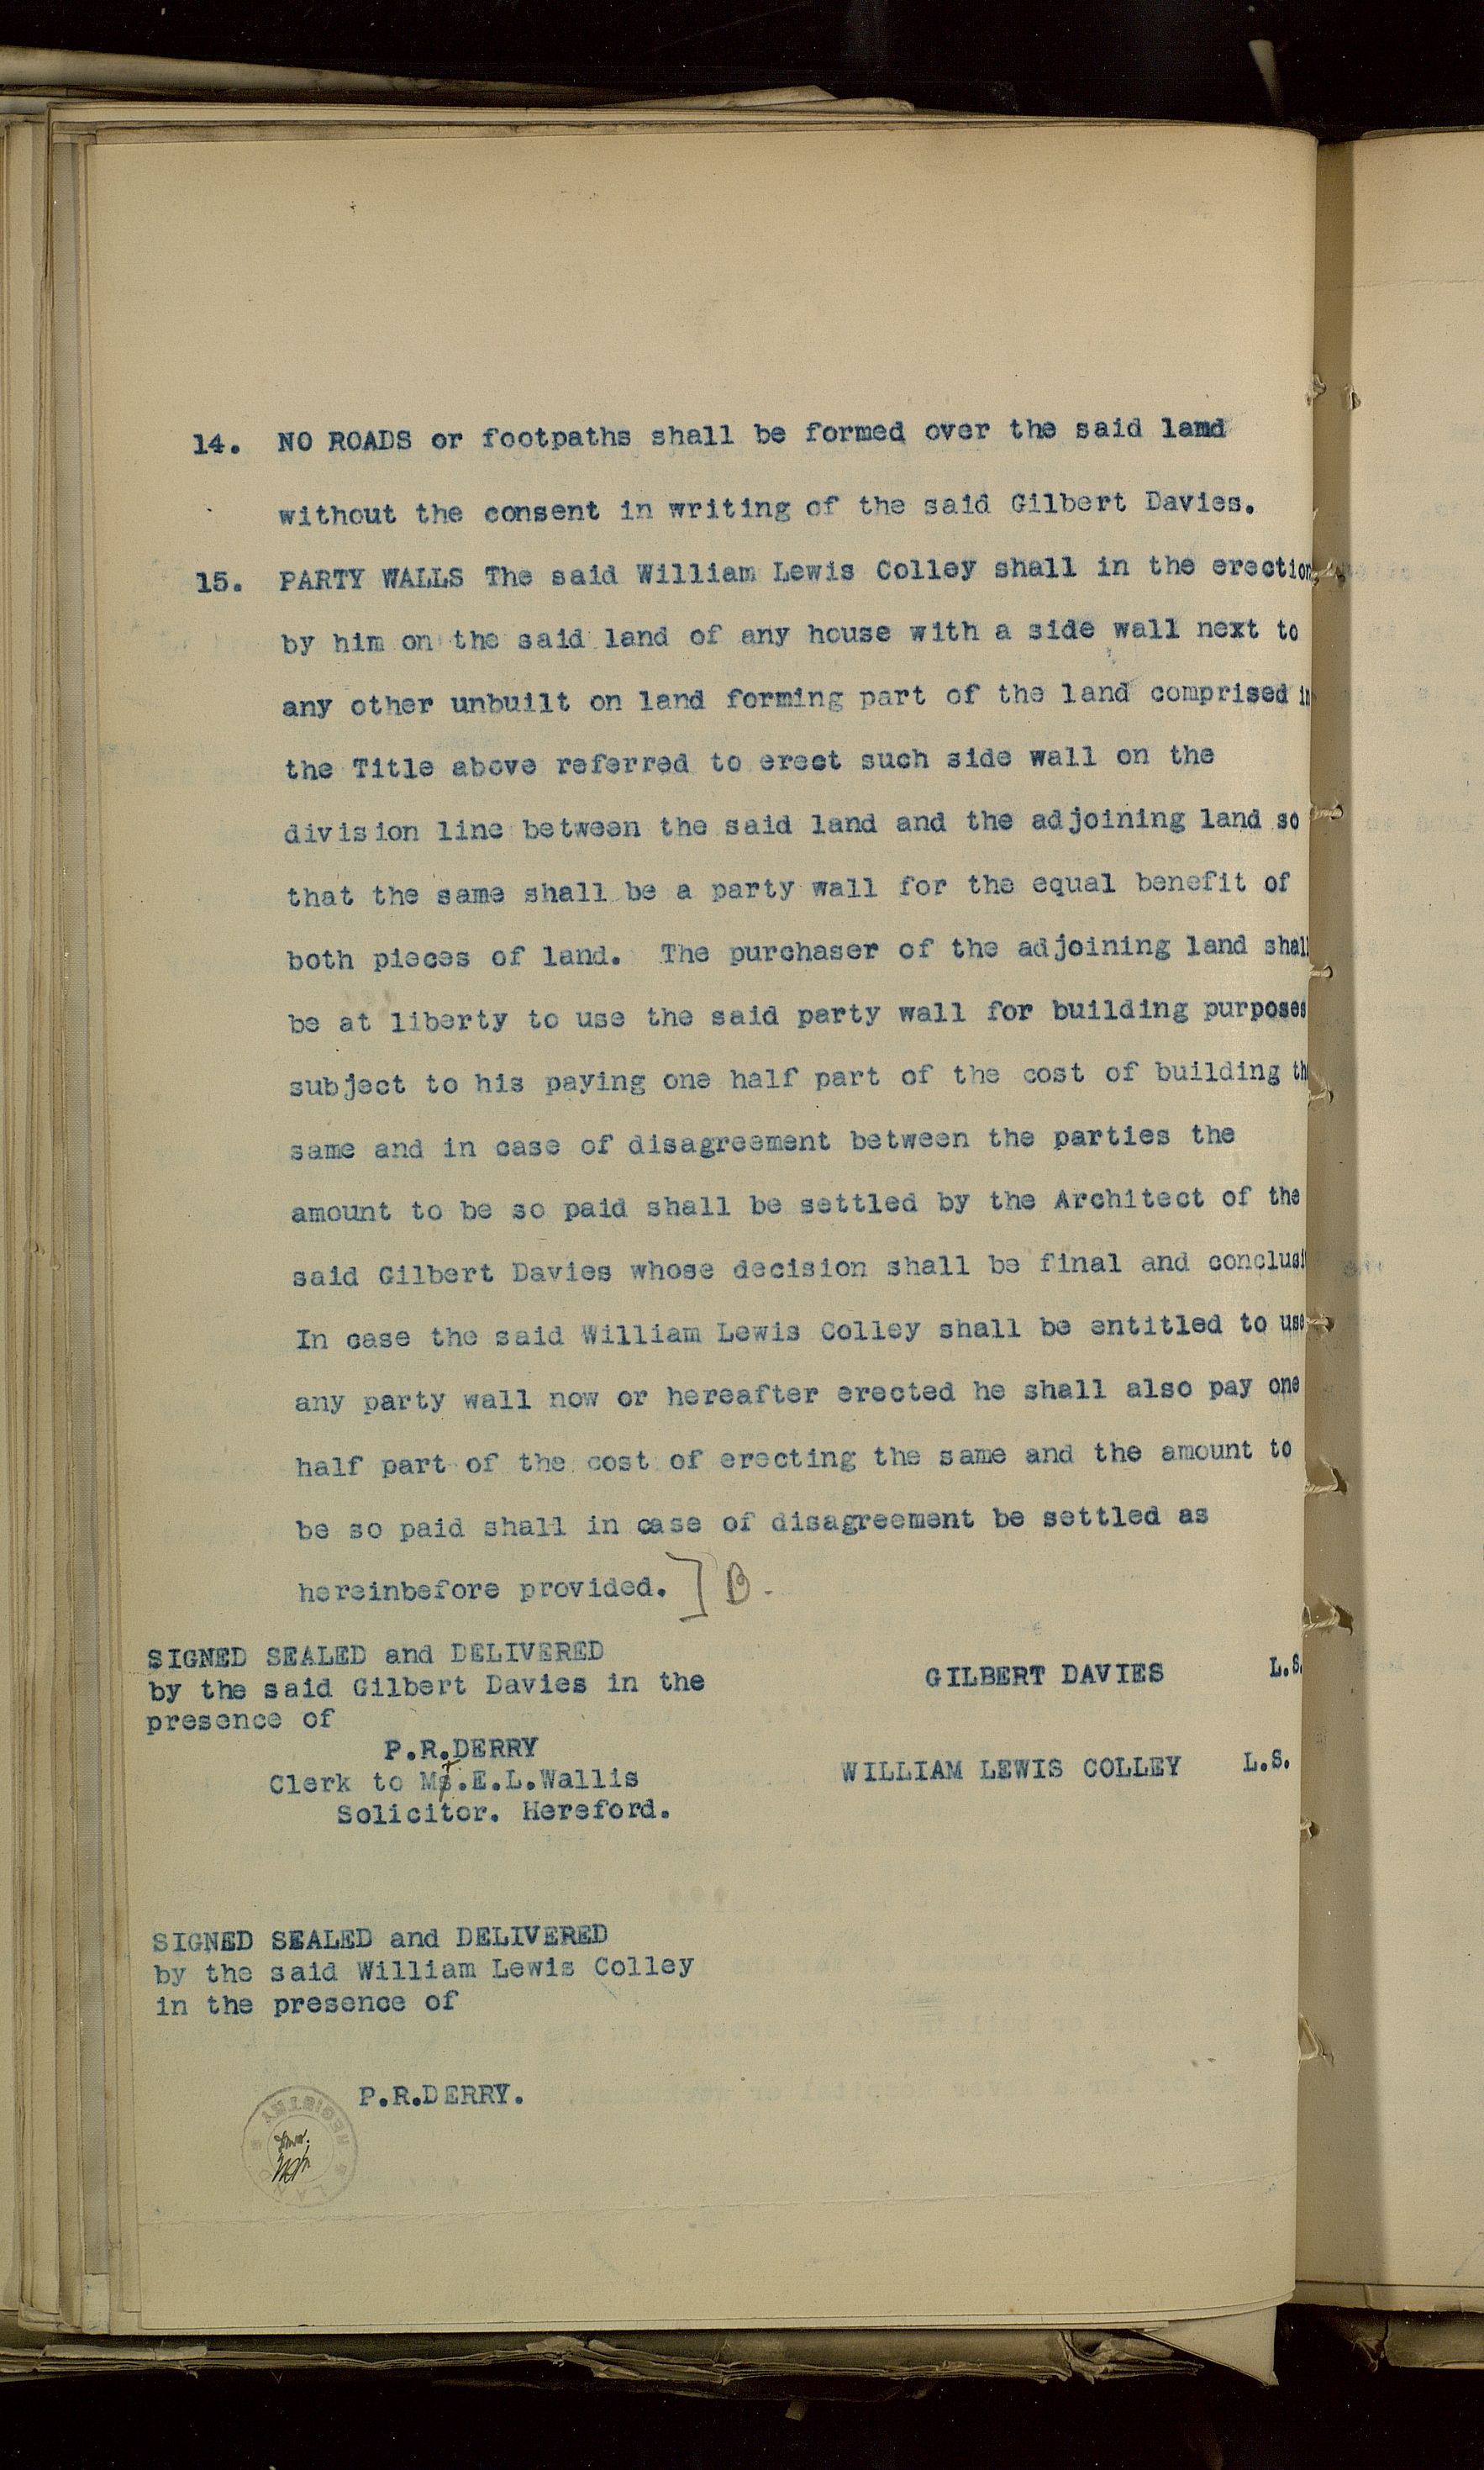 14. NO ROADS or footpaths shall be formed over the said land
without the consent in writing of the said Gilbert Davies.
15. PARTY WALLS The said William Lewis Colley shall in the erection
by him on the said land of any house with a side wall next to
any other unbuilt on land forming part of the land comprised in
the Title above referred to erect such side wall on the
division line between the said land and the adjoining land so
that the same shall be a party wall for the equal benefit of
both pieces of land. The purchaser of the adjoining land shall
be at liberty to use the said party wall for building purposes
subject to his paying one half part of the cost of building th
same and in case of disagreement between the parties the
amount to be so paid shall be settled by the Architect of the
said Gilbert Davies whose decision shall be final and conclusi
In case the said William Lewis Colley shall be entitled to use
any party wall now or hereafter erected he shall also pay one
half part of the cost of erecting the same and the amount to
be so paid shall in case of disagreement be settled as
hereinbefore provided. ] B.
SIGNED SEALED and DELIVERED
by the said Gilbert Davies in the
presence of
GILBERT DAVIES L.S.
P.R.DERRY
Clerk to Mr.E.L.Wallis
Solicitor. Hereford.
WILLIAM LEWIS COLLEY L.S.
SIGNED SEALED and DELIVERED
by the said William Lewis Colley
in the presence of
P.R.DERRY.